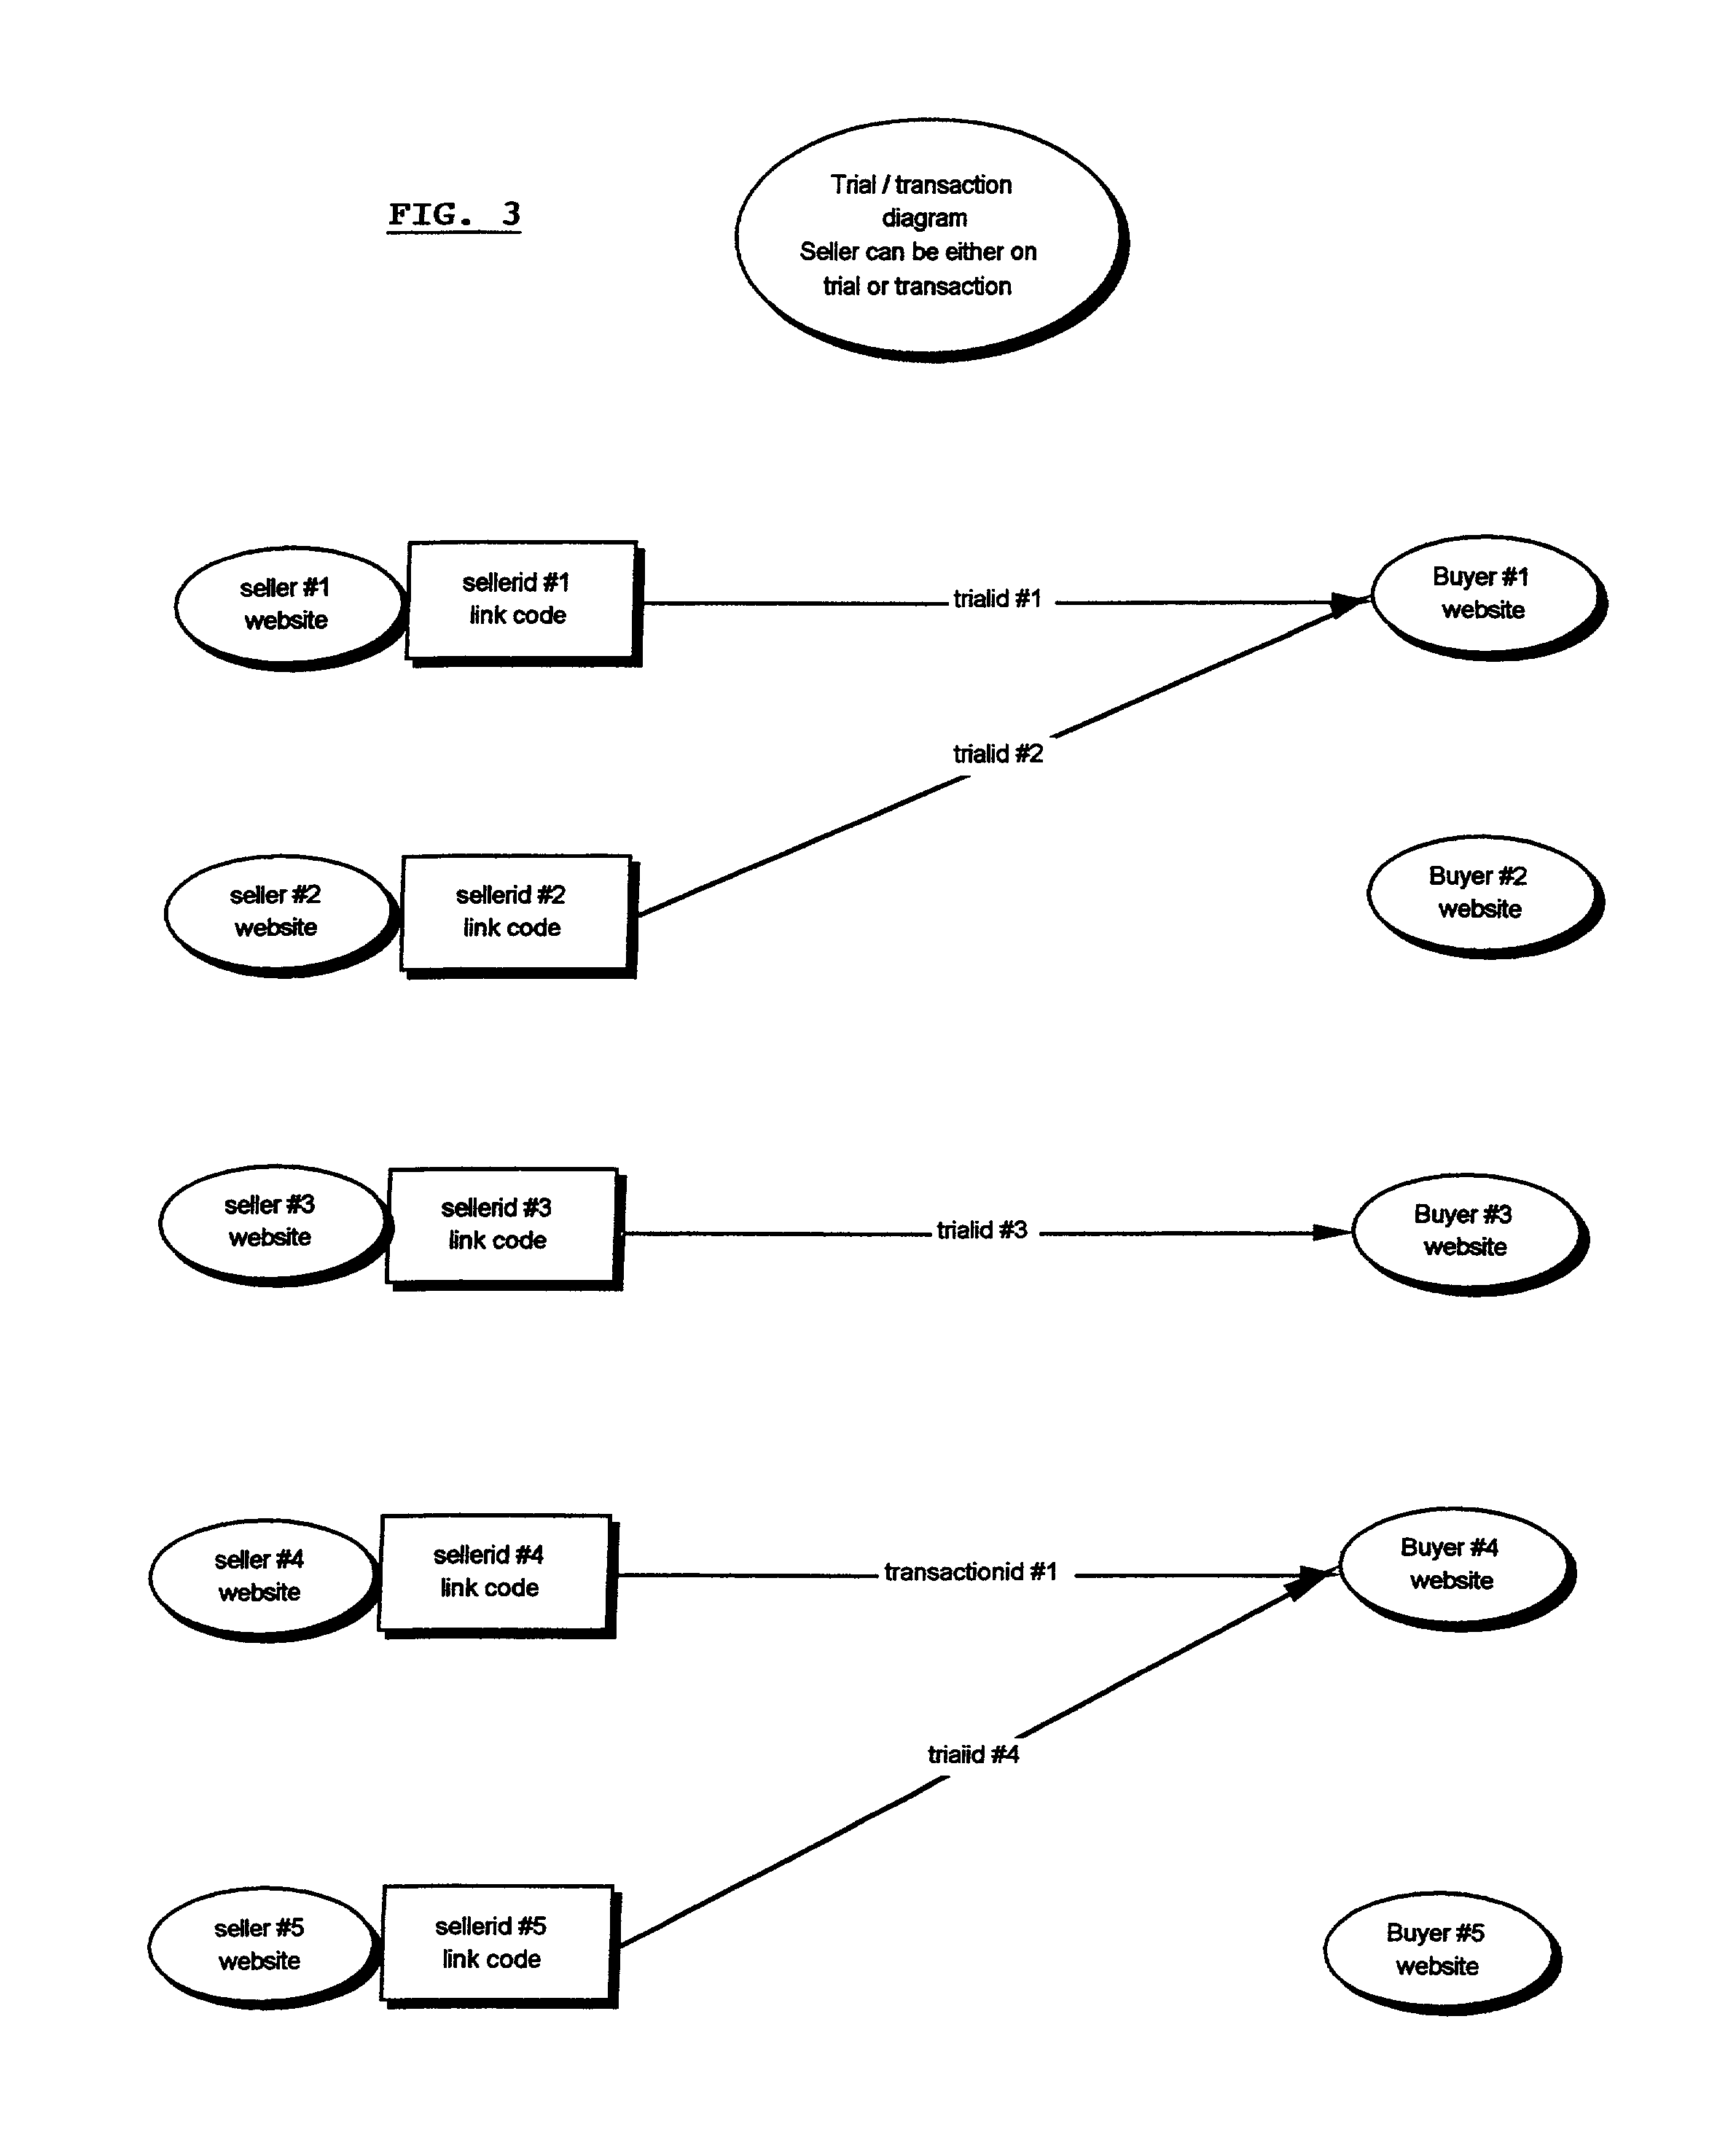 FIG. 3
Trial / transaction
diagram
Seller can be either on
trial or transaction
seller #1
website
sellerid #1
link code
trialid #1
Buyer #1
website
trialid #2
seller #2
website
sellerid #2
link code
Buyer #2
website
seller #3
website
sellerid #3
link code
trialid #3
Buyer #3
website
seller #4
website
sellerid #4
link code
transactionid #1
Buyer #4
website
trialid #4
seller #5
website
sellerid #5
link code
Buyer #5
website